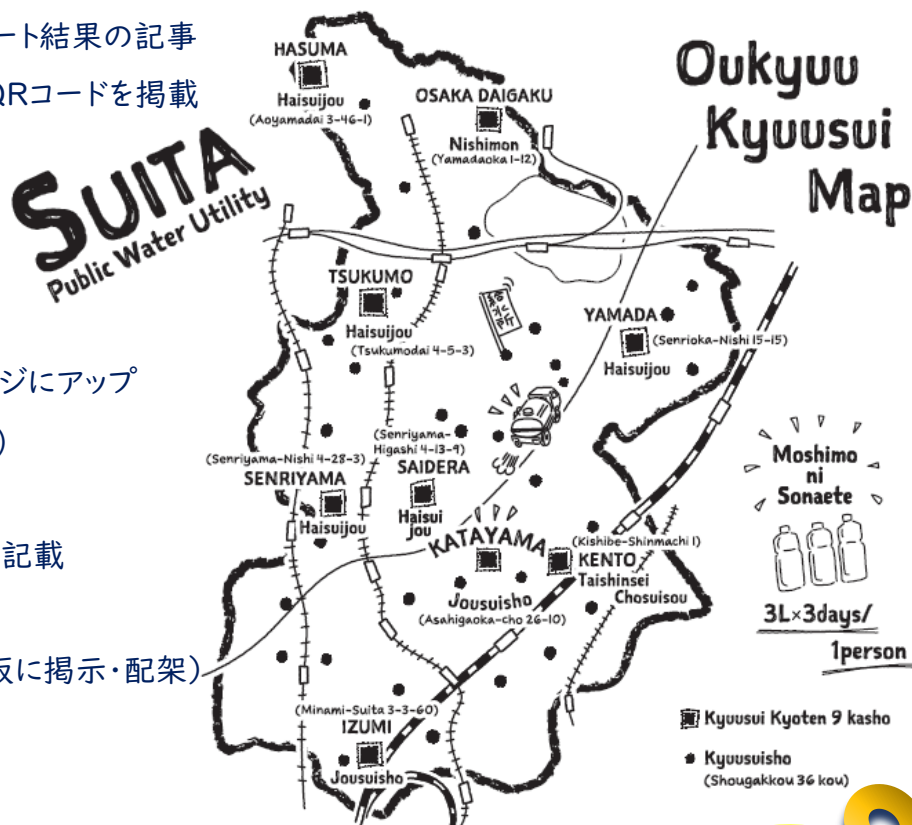 ート結果の記事
QRコードを掲載
SUITA
Public Water Utility
Oukyuu
Kyuusui
Map
HASUMA
Haisuijou
(Aoyamadai 3-46-1)
OSAKA DAIGAKU
Nishimon
(Yamadaoka 1-12)
TSUKUMO
Haisuijou
(Tsukumodai 4-5-3)
YAMADA
(Senrioka-Nishi 15-15)
Haisuijou
ージにアップ
)
(Senriyama-Nishi 4-28-3)
SENRIYAMA
Haisuijou
(Senriyama-
Higashi 4-13-9)
SAIDERA
Haisui
jou
Moshimo
ni
Sonaete
3L×3days/
1person
記載
KATAYAMA
Jousuisho
(Asahigaoka-cho 26-10)
(Kishibe-Shinmachi 1)
KENTO
Taishinsei
Chosuisou
板に掲示・配架)
(Minami-Suita 3-3-60)
IZUMI
Jousuisho
Kyuusui Kyoten 9 kasho
Kyuusuisho
(Shougakkou 36 kou)